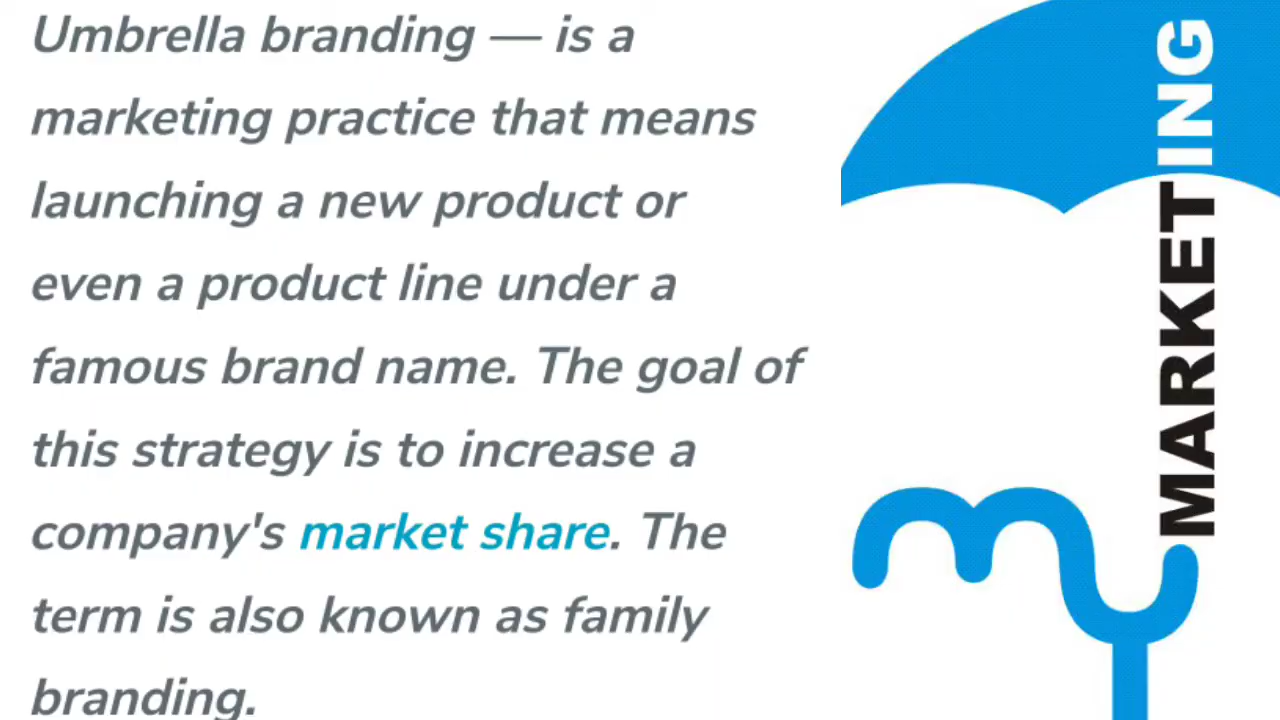 Umbrella branding — is a
marketing practice that means
launching a new product or
even a product line under a
famous brand name. The goal of
this strategy is to increase a
company's market share. The
term is also known as family
branding.
MARKETING
my